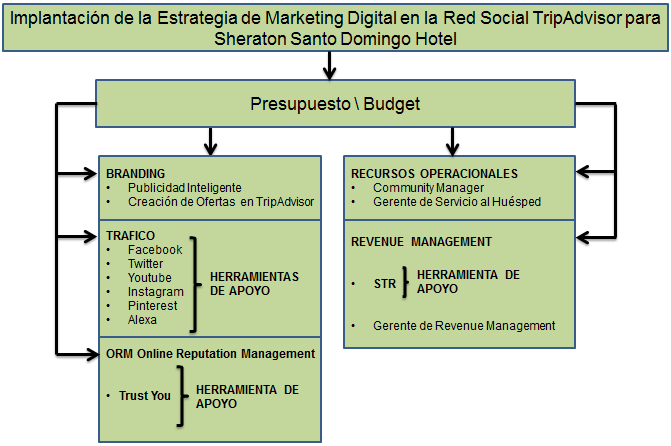 Implantación de la Estrategia de Marketing Digital en la Red Social TripAdvisor para
Sheraton Santo Domingo Hotel
Presupuesto \ Budget
BRANDING
• Publicidad Inteligente
• Creación de Ofertas en TripAdvisor
TRAFICO
• Facebook
• Twitter
• Youtube
• Instagram
• Pinterest
• Alexa
HERRAMIENTAS
DE APOYO
ORM Online Reputation Management
• Trust You
HERRAMIENTA DE
APOYO
RECURSOS OPERACIONALES
• Community Manager
• Gerente de Servicio al Huésped
REVENUE MANAGEMENT
• STR
HERRAMIENTA DE
APOYO
• Gerente de Revenue Management